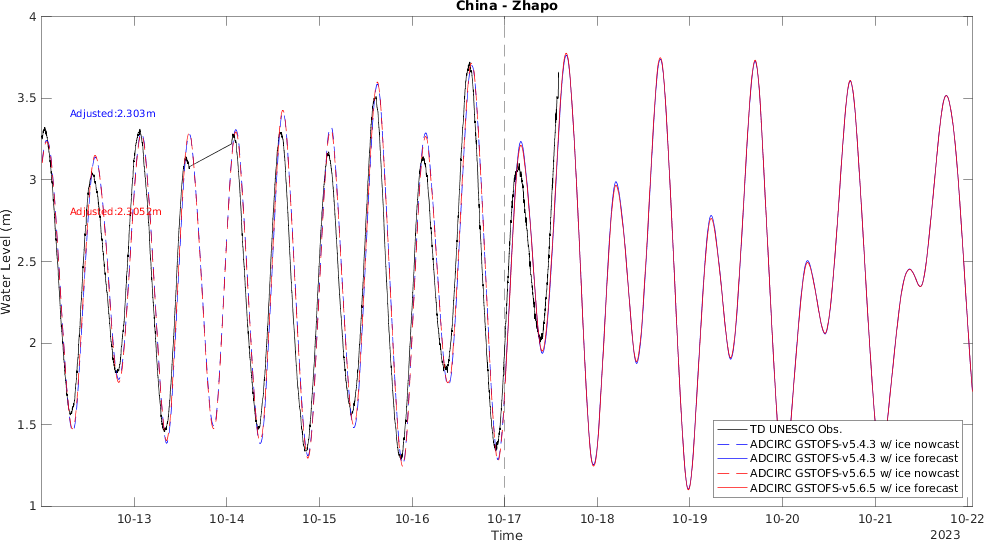 China - Zhapo
4
3.5
3
2.5
2
1.5
1
Water Level (m)
Adjusted:2.303m
Adjusted:2.3052m
TD UNESCO Obs.
ADCIRC GSTOFS-v5.4.3 w/ ice nowcast
ADCIRC GSTOFS-v5.4.3 w/ ice forecast
ADCIRC GSTOFS-v5.6.5 w/ ice nowcast
ADCIRC GSTOFS-v5.6.5 w/ ice forecast
10-13 10-14 10-15 10-16 10-17 10-18 10-19 10-20 10-21 10-22
Time
2023